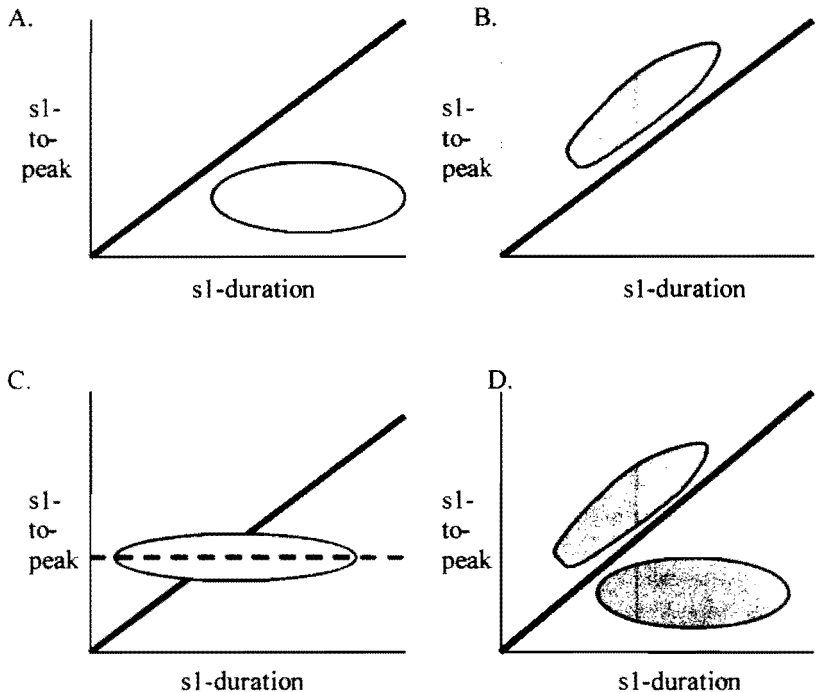 A.
s1-
to-
peak
s1-duration
B.
s1-
to-
peak
s1-duration
C.
s1-
to-
peak
s1-duration
D.
s1-
to-
peak
s1-duration